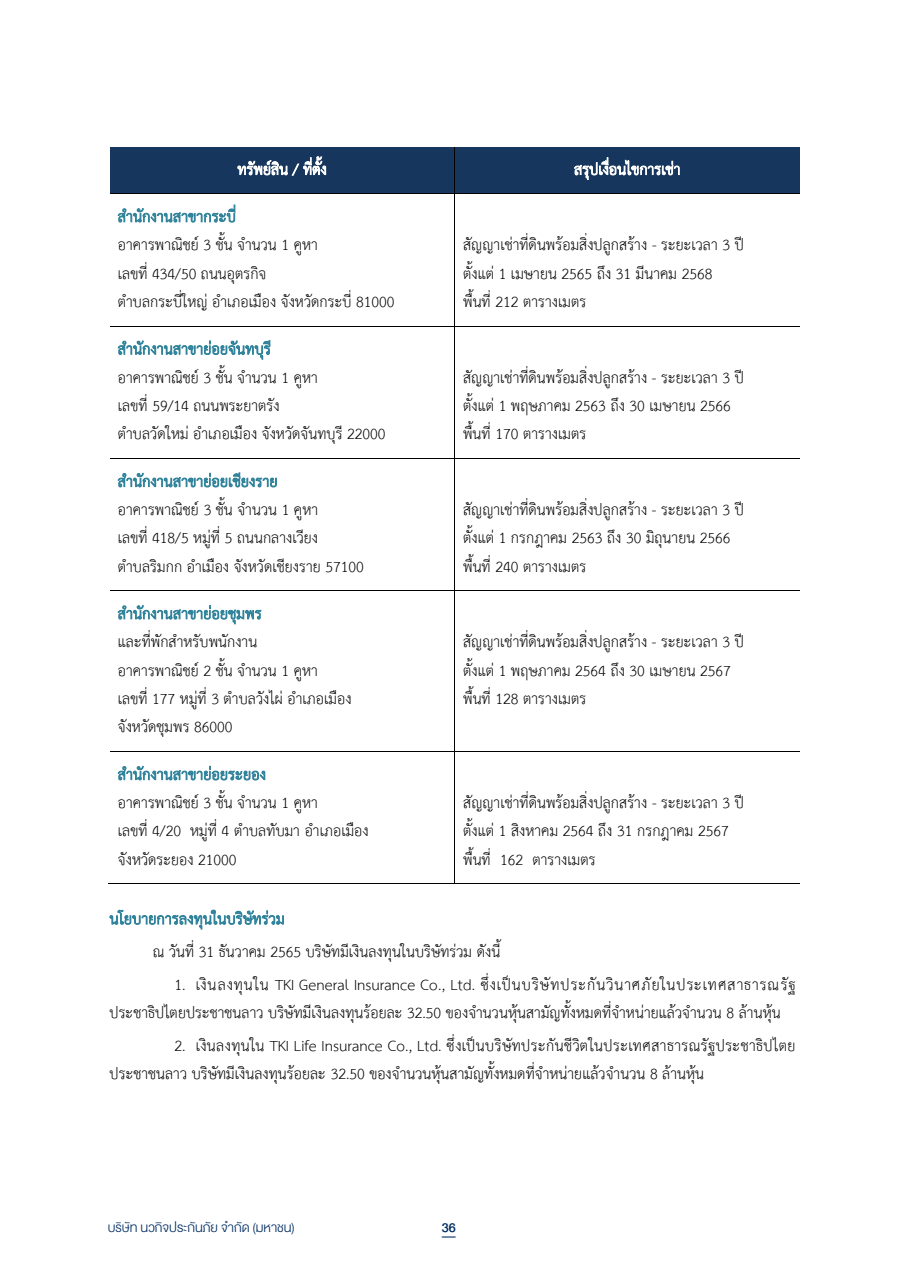 ทรัพย์สิน / ที่ตั้ง
สรุปเงื่อนไขการเช่า
สำนักงานสาขากระบี่
อาคารพาณิชย์ 3 ชั้น จำนวน 1 คูหา
เลขที่ 434/50 ถนนอุตรกิจ
ตำบลกระบี่ใหญ่ อำเภอเมือง จังหวัดกระบี่ 81000
สัญญาเช่าที่ดินพร้อมสิ่งปลูกสร้าง - ระยะเวลา 3 ปี
ตั้งแต่ 1 เมษายน 2565 ถึง 31 มีนาคม 2568
พื้นที่ 212 ตารางเมตร
สำนักงานสาขาย่อยจันทบุรี
อาคารพาณิชย์ 3 ชั้น จำนวน 1 คูหา
เลขที่ 59/14 ถนนพระยาตรัง
ตำบลวัดใหม่ อำเภอเมือง จังหวัดจันทบุรี 22000
สัญญาเช่าที่ดินพร้อมสิ่งปลูกสร้าง - ระยะเวลา 3 ปี
ตั้งแต่ 1 พฤษภาคม 2563 ถึง 30 เมษายน 2566
พื้นที่ 170 ตารางเมตร
สำนักงานสาขาย่อยเชียงราย
อาคารพาณิชย์ 3 ชั้น จำนวน 1 คูหา
เลขที่ 418/5 หมู่ที่ 5 ถนนกลางเวียง
ตำบลริมกก อำเมือง จังหวัดเชียงราย 57100
สัญญาเช่าที่ดินพร้อมสิ่งปลูกสร้าง - ระยะเวลา 3 ปี
ตั้งแต่ 1 กรกฎาคม 2563 ถึง 30 มิถุนายน 2566
พื้นที่ 240 ตารางเมตร
สำนักงานสาขาย่อยชุมพร
และที่พักสำหรับพนักงาน
อาคารพาณิชย์ 2 ชั้น จำนวน 1 คูหา
เลขที่ 177 หมู่ที่ 3 ตำบลวังไผ่ อำเภอเมือง
จังหวัดชุมพร 86000
สัญญาเช่าที่ดินพร้อมสิ่งปลูกสร้าง - ระยะเวลา 3 ปี
ตั้งแต่ 1 พฤษภาคม 2564 ถึง 30 เมษายน 2567
พื้นที่ 128 ตารางเมตร
สำนักงานสาขาย่อยระยอง
อาคารพาณิชย์ 3 ชั้น จำนวน 1 คูหา
เลขที่ 4/20 หมู่ที่ 4 ตำบลทับมา อำเภอเมือง
จังหวัดระยอง 21000
สัญญาเช่าที่ดินพร้อมสิ่งปลูกสร้าง - ระยะเวลา 3 ปี
ตั้งแต่ 1 สิงหาคม 2564 ถึง 31 กรกฎาคม 2567
พื้นที่ 162 ตารางเมตร
นโยบายการลงทุนในบริษัทร่วม
ณ วันที่ 31 ธันวาคม 2565 บริษัทมีเงินลงทุนในบริษัทร่วม ดังนี้
1. เงินลงทุนใน TKI General Insurance Co., Ltd. ซึ่งเป็นบริษัทประกันวินาศภัยในประเทศสาธารณรัฐ
ประชาธิปไตยประชาชนลาว บริษัทมีเงินลงทุนร้อยละ 32.50 ของจำนวนหุ้นสามัญทั้งหมดที่จำหน่ายแล้วจำนวน 8 ล้านหุ้น
2. เงินลงทุนใน TKI Life Insurance Co., Ltd. ซึ่งเป็นบริษัทประกันชีวิตในประเทศสาธารณรัฐประชาธิปไตย
ประชาชนลาว บริษัทมีเงินลงทุนร้อยละ 32.50 ของจำนวนหุ้นสามัญทั้งหมดที่จำหน่ายแล้วจำนวน 8 ล้านหุ้น
บริษัท นวกิจประกันภัย จำกัด (มหาชน)
36